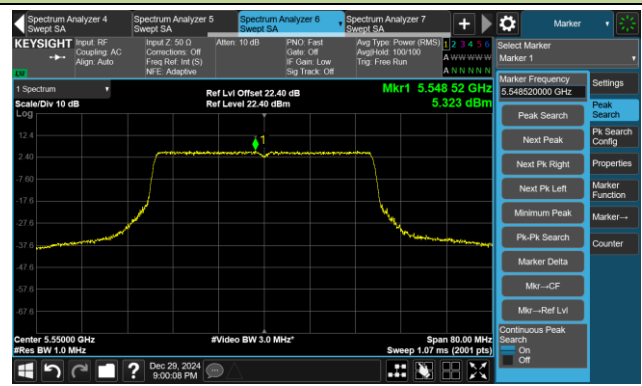 Spectrum Analyzer 4
Swept SA
Spectrum Analyzer 5
Swept SA
Spectrum Analyzer 6
Swept SA
Spectrum Analyzer 7
Swept SA
+
Marker
KEYSIGHT
LXI
Input: RF
Coupling: AC
Align: Auto
Input Z: 50 Ω
Corrections: Off
Freq Ref: Int (S)
NFE: Adaptive
Atten: 10 dB
PNO: Fast
Gate: Off
IF Gain: Low
Sig Track: Off
Avg Type: Power (RMS)
Avg|Hold: 100/100
Trig: Free Run
1 2 3 4 5 6
A W W W W W
A N N N N N
Select Marker
Marker 1
1 Spectrum
Scale/Div 10 dB
Log
Ref Lvl Offset 22.40 dB
Ref Level 22.40 dBm
Mkr1 5.548 52 GHz
5.323 dBm
1
12.4
2.40
-7.60
-17.6
-27.6
-37.6
-47.6
-57.6
-67.6
Center 5.55000 GHz
#Res BW 1.0 MHz
#Video BW 3.0 MHz*
Span 80.00 MHz
Sweep 1.07 ms (2001 pts)
Marker Frequency
5.548520000 GHz
Peak Search
Next Peak
Next Pk Right
Next Pk Left
Minimum Peak
Pk-Pk Search
Marker Delta
Mkr→CF
Mkr→Ref Lvl
Continuous Peak
Search
On
Off
Settings
Peak
Search
Pk Search
Config
Properties
Marker
Function
Marker→
Counter
?
Dec 29, 2024
9:00:08 PM